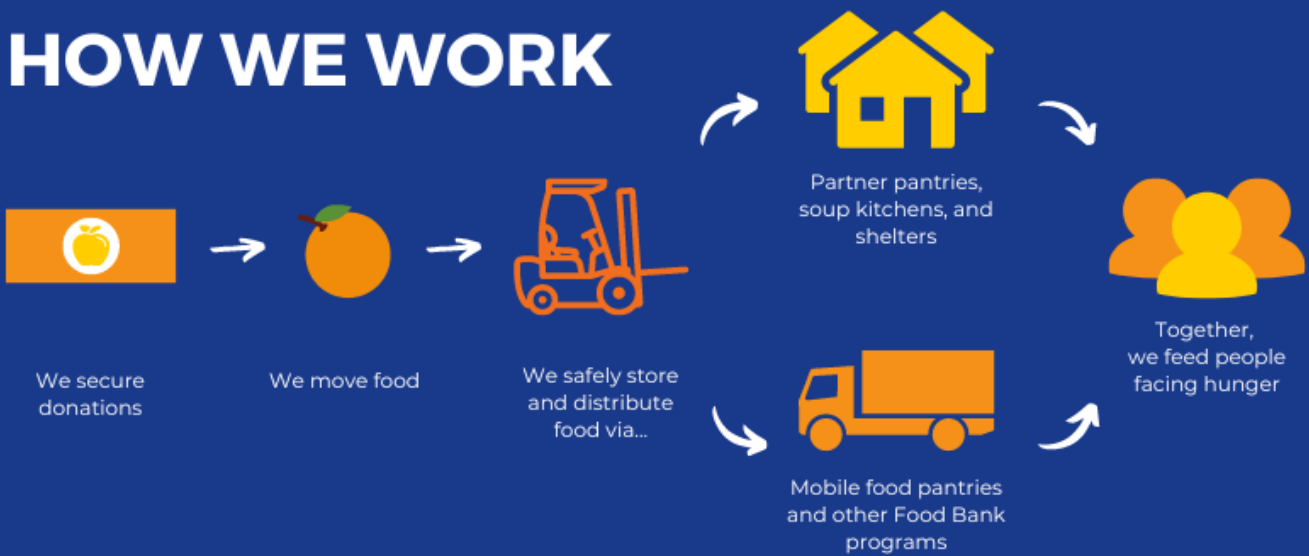 HOW WE WORK
We secure
donations
We move food
We safely store
and distribute
food via...
Partner pantries,
soup kitchens, and
shelters
Mobile food pantries
and other Food Bank
programs
Together,
we feed people
facing hunger